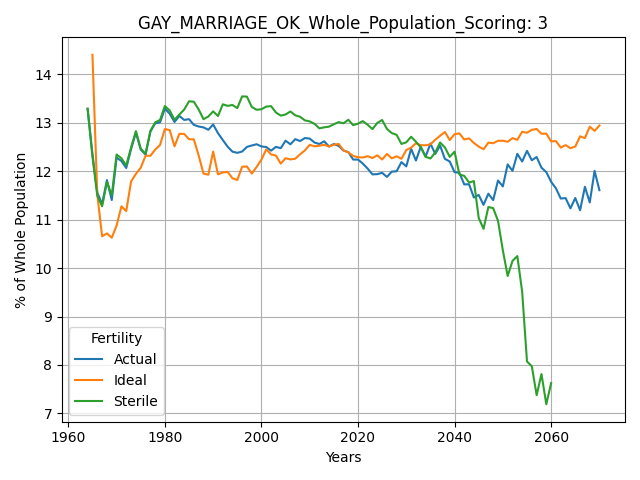 GAY_MARRIAGE_OK_Whole_Population_Scoring: 3
% of Whole Population
14
13
12
11
10
9
8
7
Fertility
Actual
Ideal
Sterile
1960 1980 2000 2020 2040 2060
Years